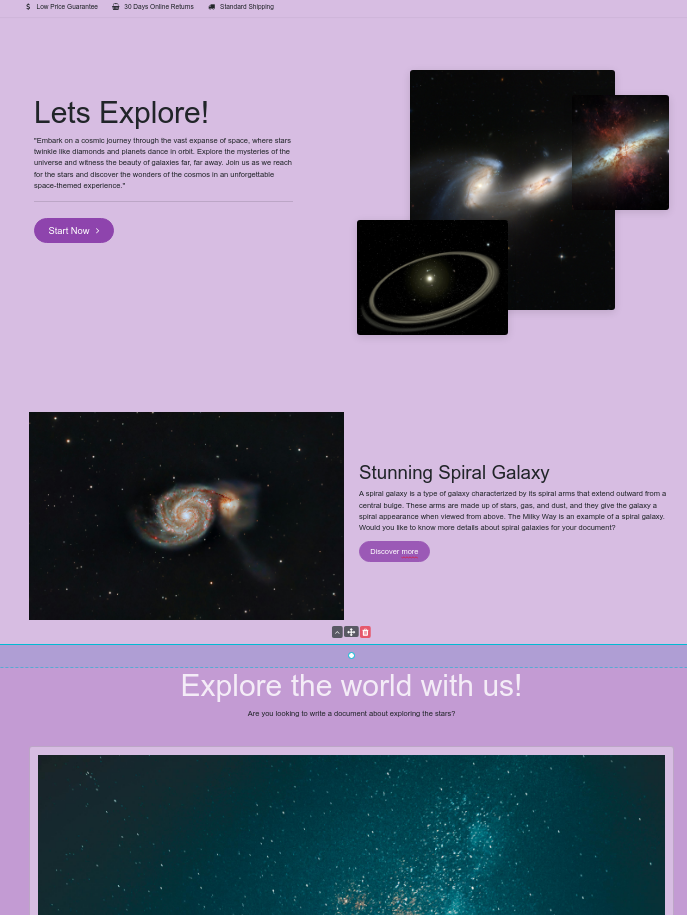 Low Price Guarantee 30 Days Online Returns Standard Shipping
Lets Explore!
"Embark on a cosmic journey through the vast expanse of space, where stars
twinkle like diamonds and planets dance in orbit. Explore the mysteries of the
universe and witness the beauty of galaxies far, far away. Join us as we reach
for the stars and discover the wonders of the cosmos in an unforgettable
space-themed experience."
Start Now
Stunning Spiral Galaxy
A spiral galaxy is a type of galaxy characterized by its spiral arms that extend outward from a
central bulge. These arms are made up of stars, gas, and dust, and they give the galaxy a
spiral appearance when viewed from above. The Milky Way is an example of a spiral galaxy.
Would you like to know more details about spiral galaxies for your document?
Discover more
Explore the world with us!
Are you looking to write a document about exploring the stars?